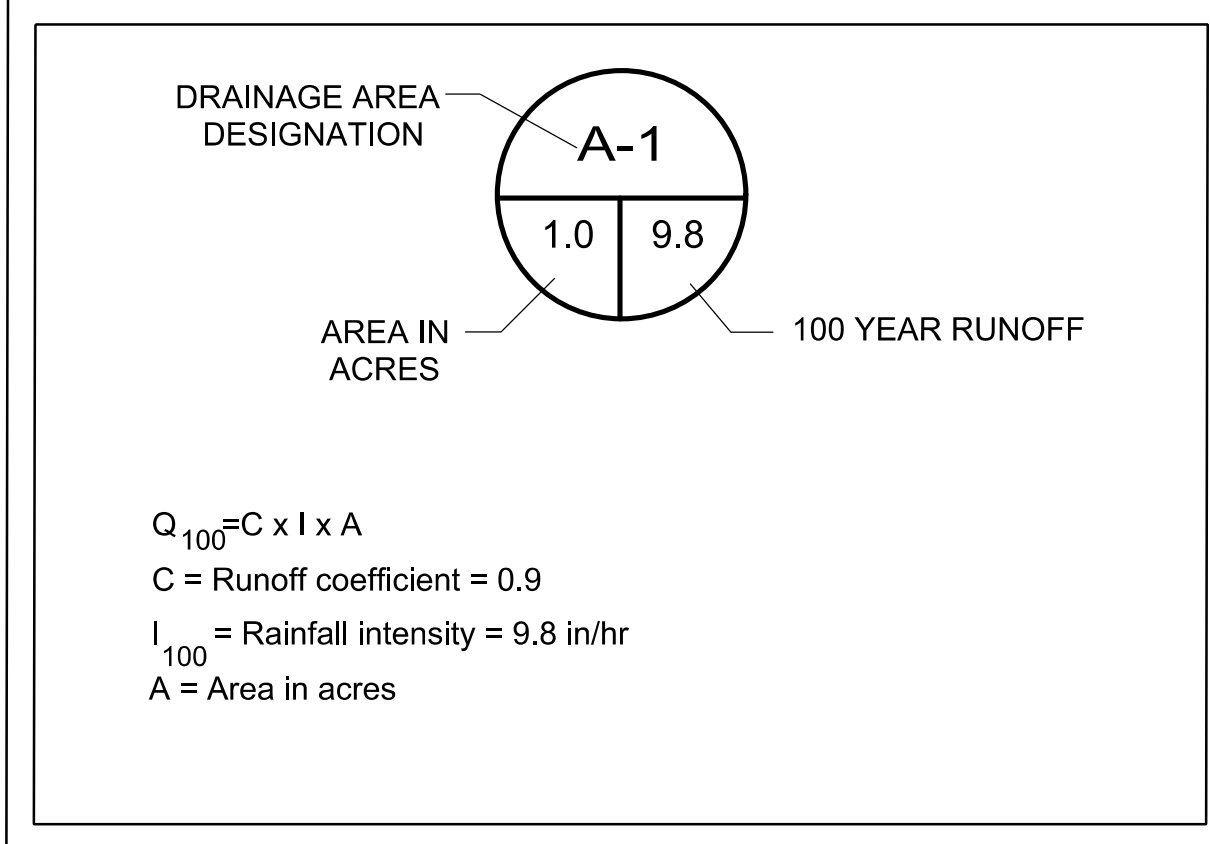 DRAINAGE AREA
DESIGNATION
A-1
1.0
9.8
AREA IN
ACRES
100 YEAR RUNOFF
Q100=C x I x A
C = Runoff coefficient = 0.9
I100 = Rainfall intensity = 9.8 in/hr
A = Area in acres